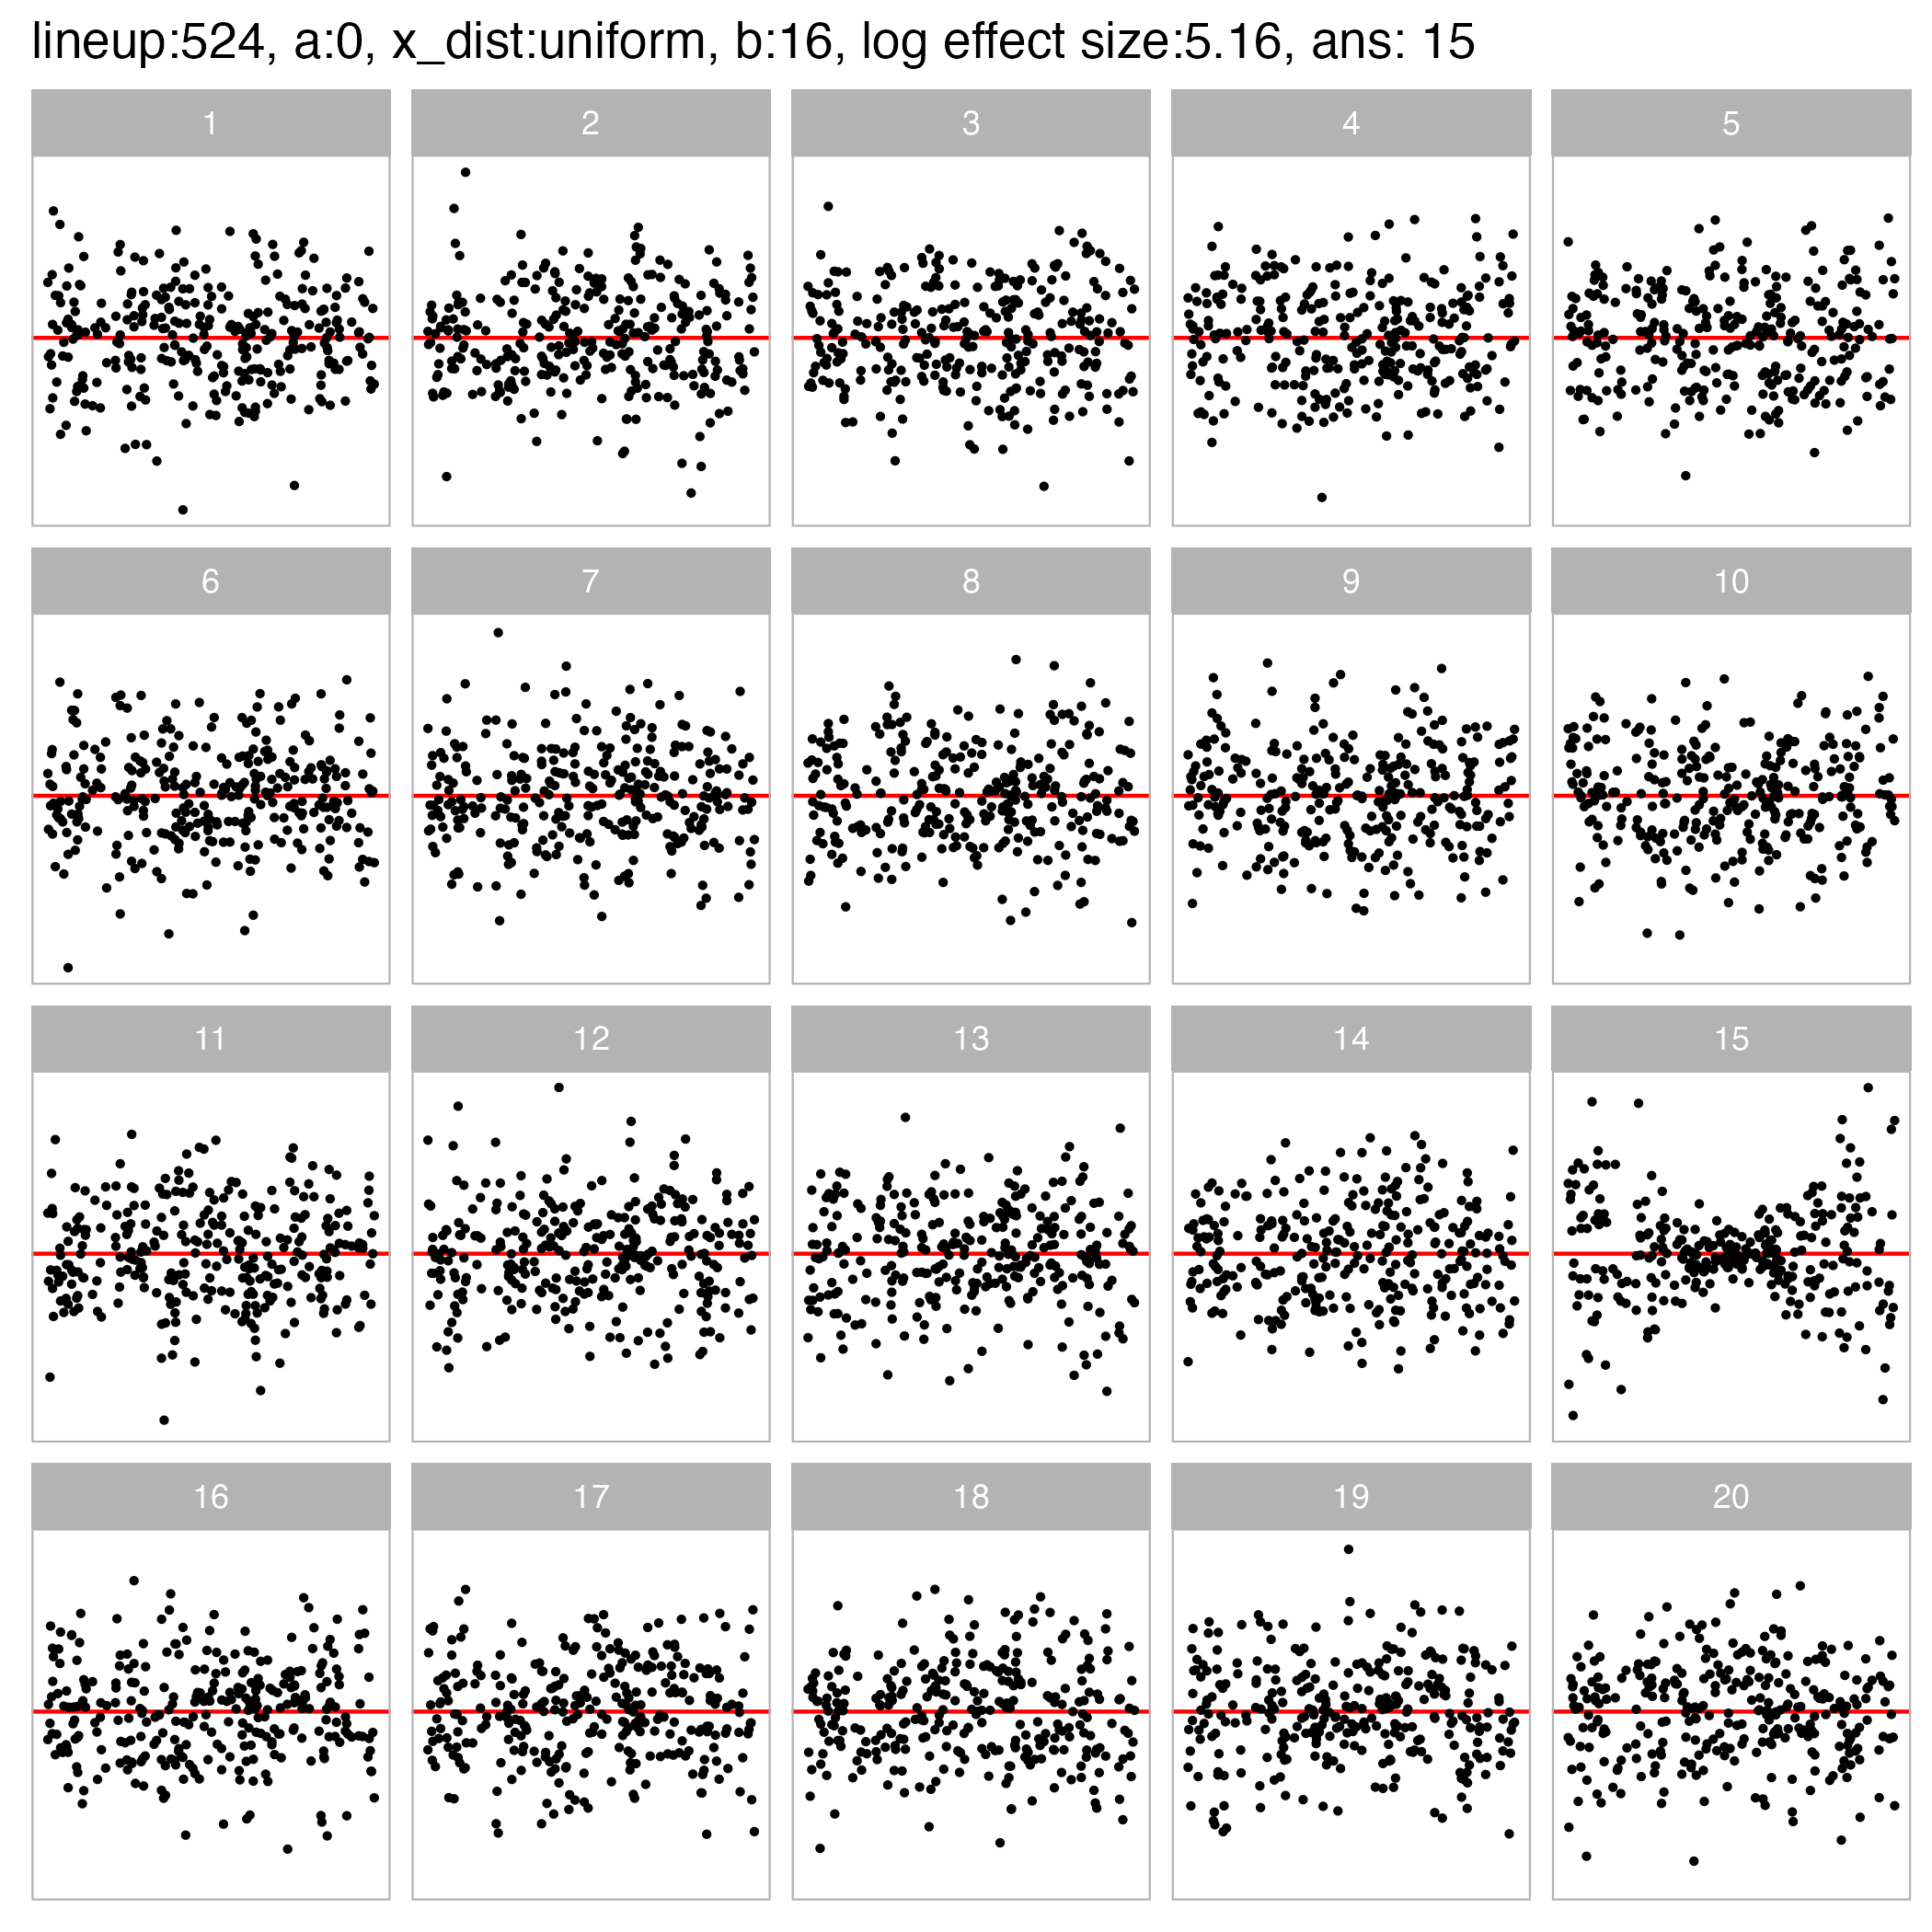 lineup:524, a:0, x_dist:uniform, b:16, log effect size:5.16, ans: 15
1 2 3 4 5
6 7 8 9 10
11 12 13 14 15
16 17 18 19 20